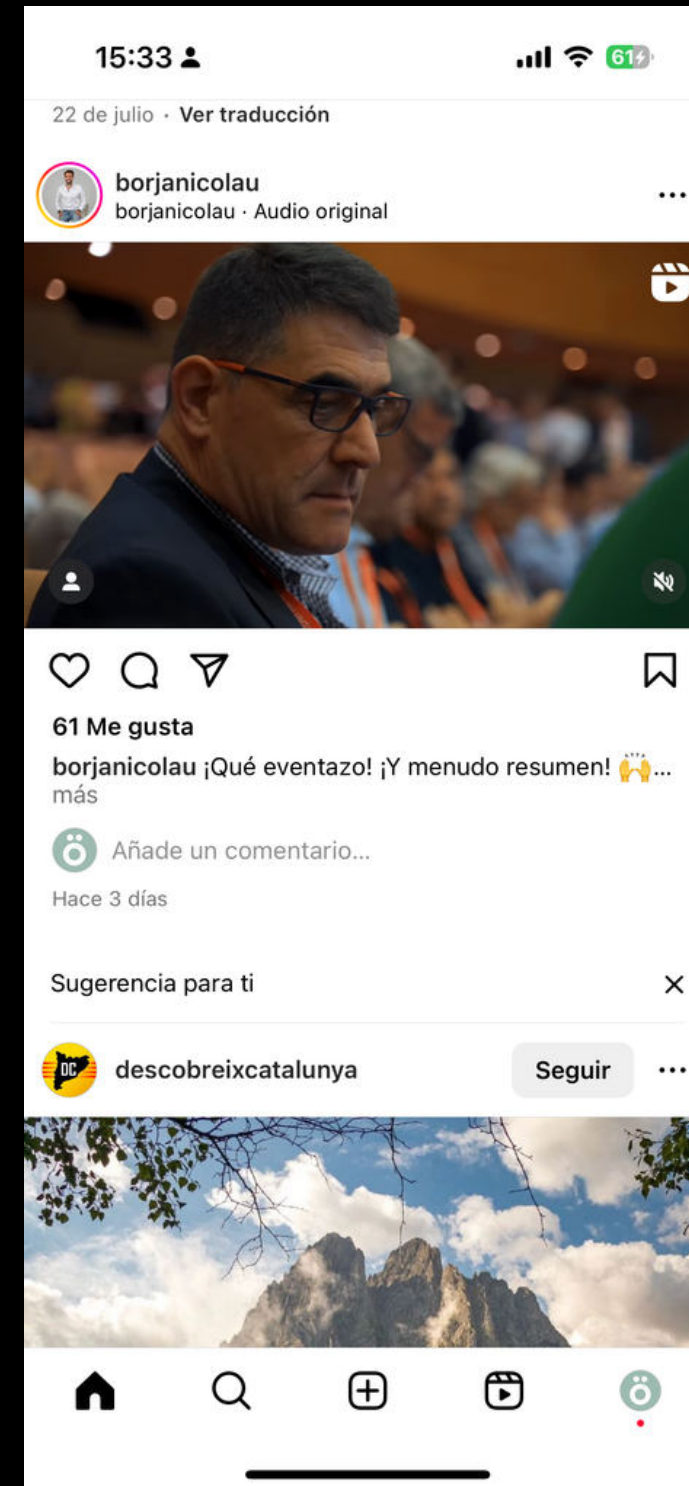 15:33
61
22 de julio · Ver traducción
borjanicolau
borjanicolau · Audio original
61 Me gusta
borjanicolau ¡Qué eventazo! ¡Y menudo resumen! 🙌...
más
ö Añade un comentario...
Hace 3 días
Sugerencia para ti
DC descobreixcatalunya Seguir
ö